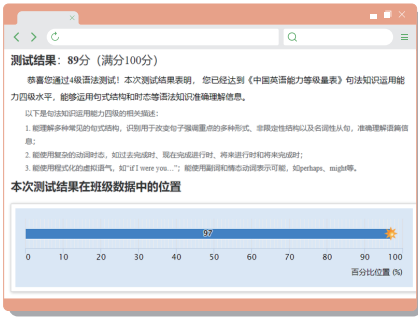 测试结果：89分（满分100分）
恭喜您通过4级语法测试！本次测试结果表明， 您已经达到《中国英语能力等级量表》句法知识运用能
力四级水平，能够运用句式结构和时态等语法知识准确理解信息。
以下是句法知识运用能力四级的相关描述：
1. 能理解多种常见的句式结构，识别用于改变句子强调重点的多种形式、非限定性结构以及名词性从句，准确理解语篇信
息；
2. 能使用复杂的动词时态，如过去完成时、现在完成进行时、将来进行时和将来完成时；
3. 能使用程式化的虚拟语气，如“if I were you…”；能使用副词和情态动词表示可能，如perhaps、might等。
本次测试结果在班级数据中的位置
97
0 10 20 30 40 50 60 70 80 90 100
百分比位置 (%)